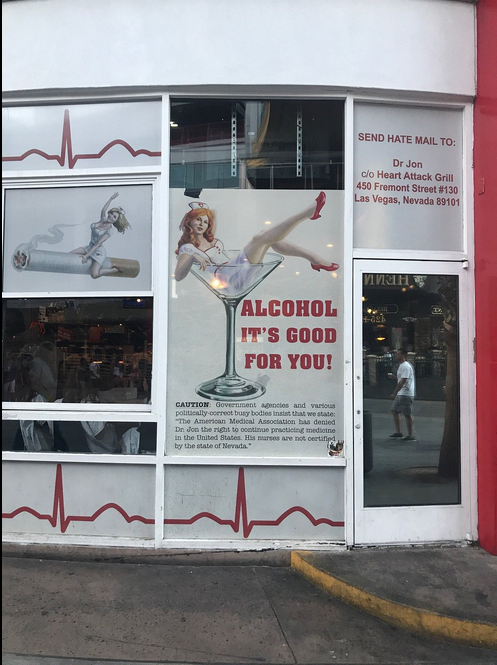 SEND HATE MAIL TO:
Dr Jon
c/o Heart Attack Grill
450 Fremont Street #130
Las Vegas, Nevada 89101
ALCOHOL
IT'S GOOD
FOR YOU!
CAUTION: Government agencies and various
politically-correct busy bodies insist that we state:
"The American Medical Association has denied
Dr. Jon the right to continue practicing medicine
in the United States. His nurses are not certified
by the state of Nevada."